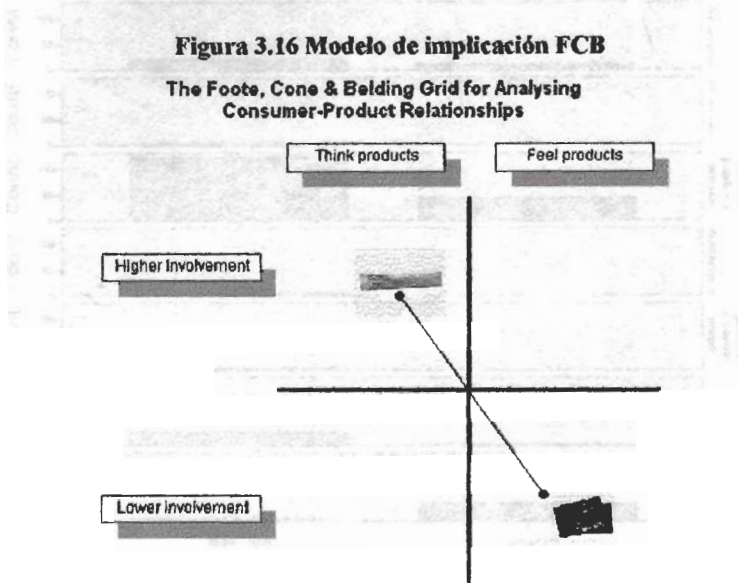 Figura 3.16 Modelo de implicación FCB
The Foote, Cone & Belding Grid for Analysing
Consumer-Product Relationships
Think products
Feel products
Higher involvement
Lower involvement